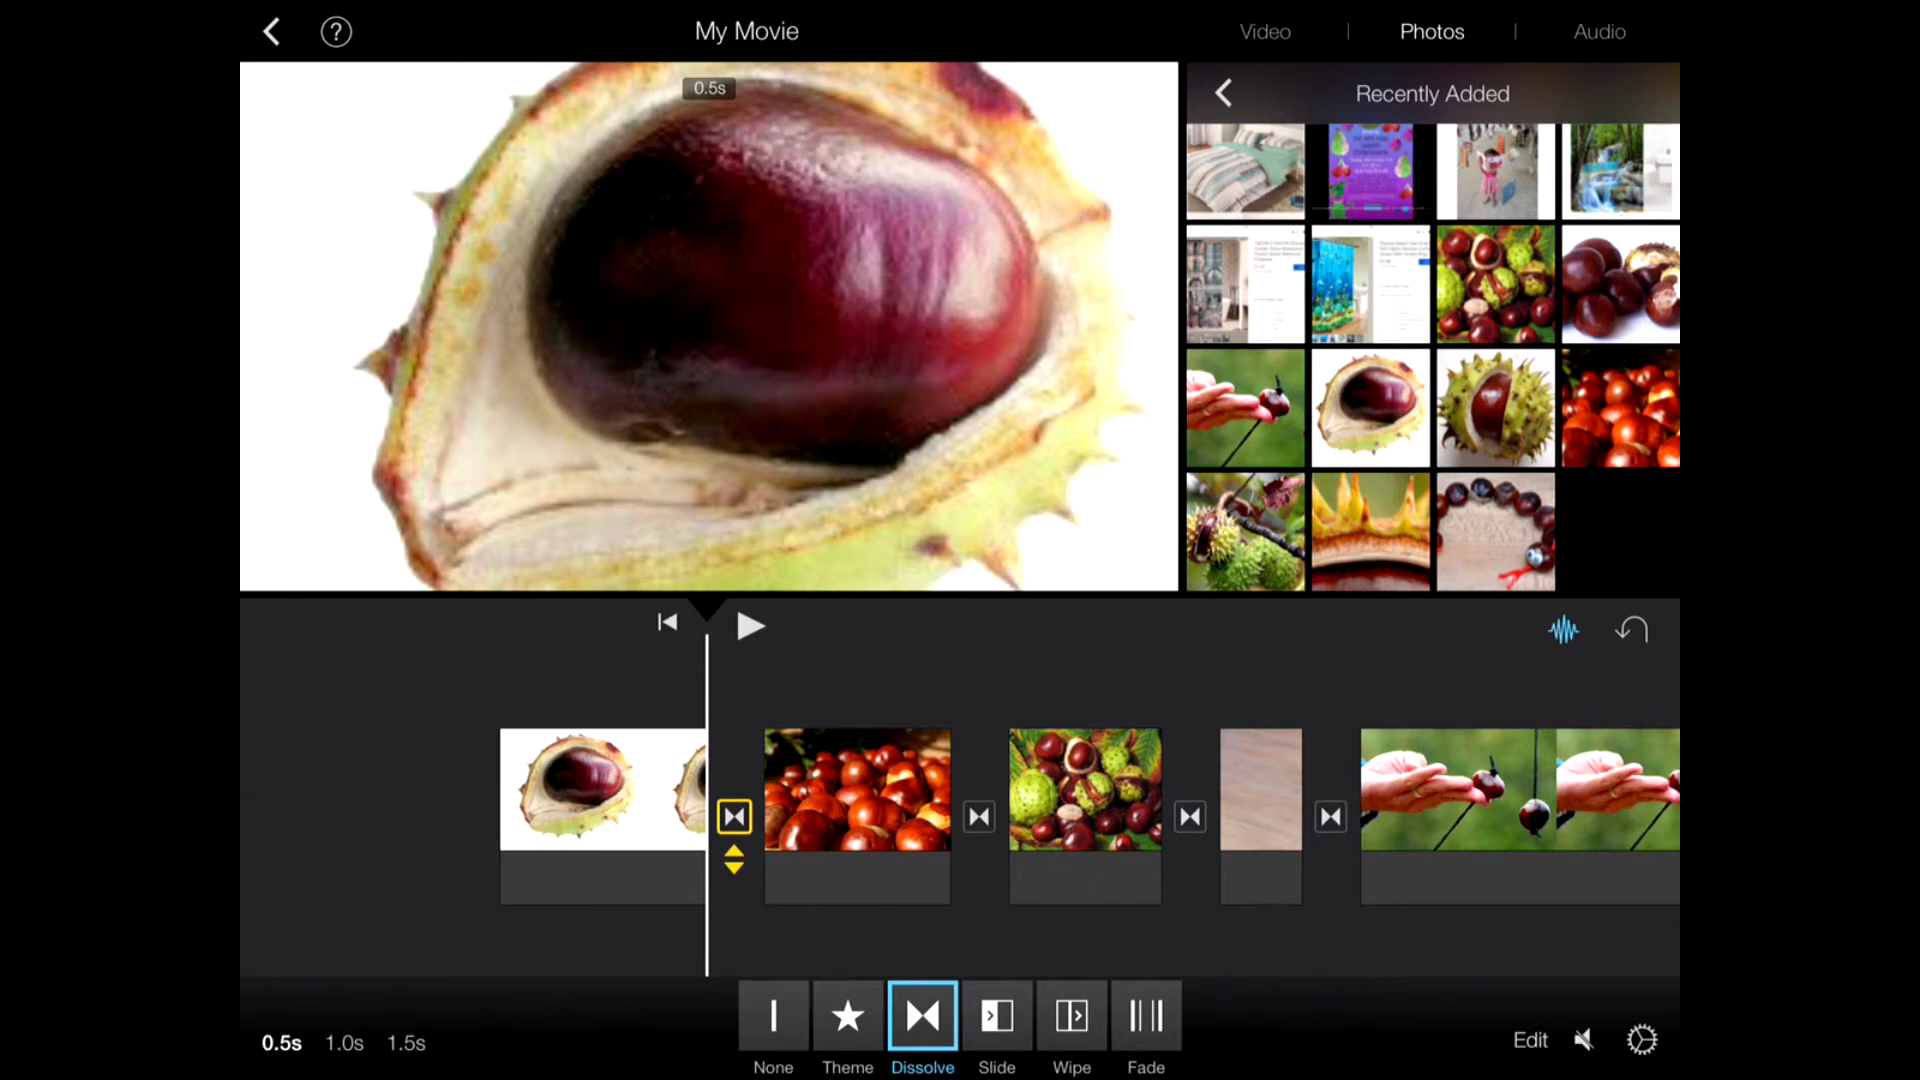 ?
My Movie
Video | Photos | Audio
0.5s
Recently Added
0.5s 1.0s 1.5s
None Theme Dissolve Slide Wipe Fade
Edit